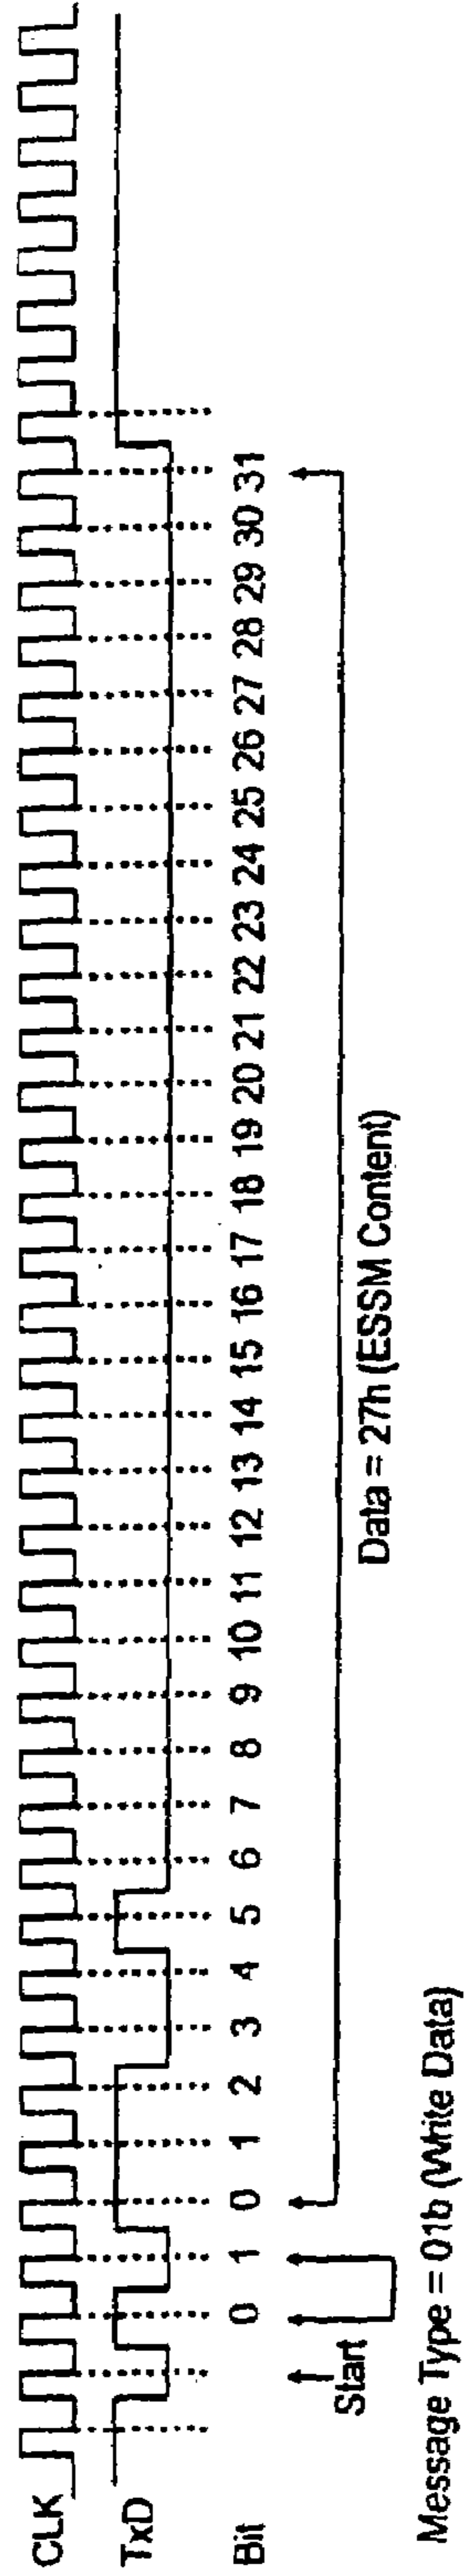 CLK
TxD
Bit 0 1 0 1 2 3 4 5 6 7 8 9 10 11 12 13 14 15 16 17 18 19 20 21 22 23 24 25 26 27 28 29 30 31
Start
Data = 27h (ESSM Content)
Message Type = 01b (Write Data)